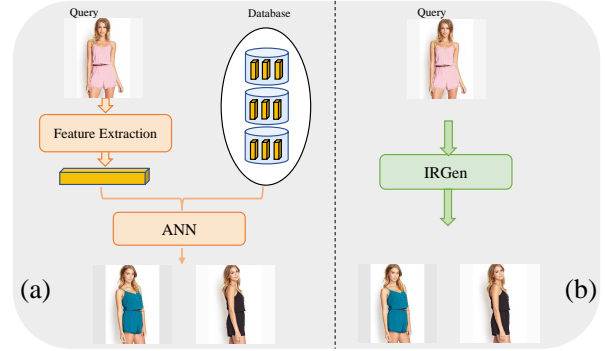 Query
Database
Feature Extraction
ANN
(a)
Query
IRGen
(b)